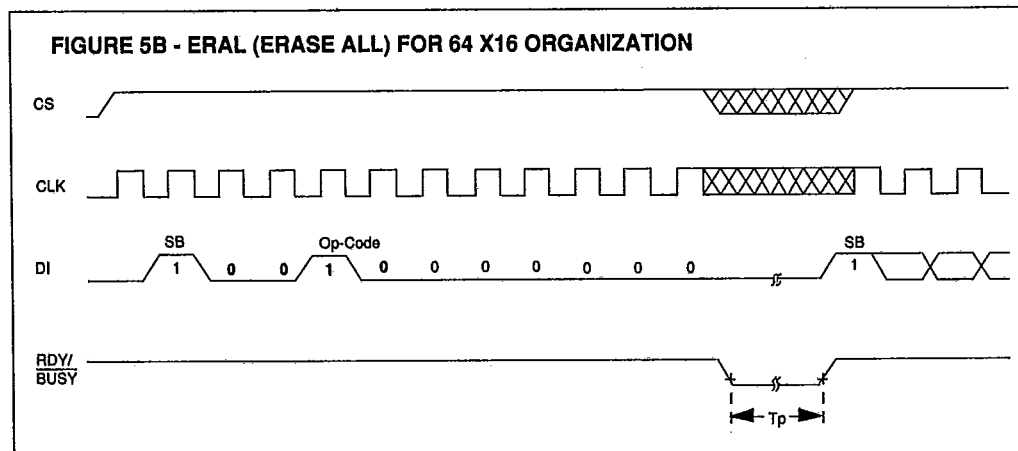 FIGURE 5B - ERAL (ERASE ALL) FOR 64 X16 ORGANIZATION
CS
CLK
SB Op-Code SB
DI 1 0 0 1 0 0 0 0 0 0 0 1
RDY/
BUSY
Tp